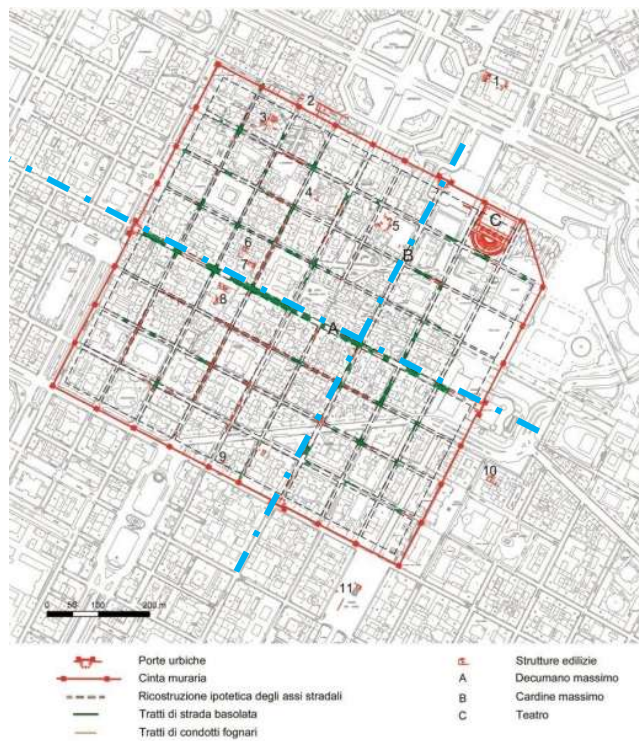 1
2
3
C
4
5
B
6
7
8
A
9
10
11
0 50 100 200 m
Porte urbiche
Cinta muraria
Ricostruzione ipotetica degli assi stradali
Tratti di strada basolata
Tratti di condotti fognari
Strutture edilizie
A Decumano massimo
B Cardine massimo
C Teatro